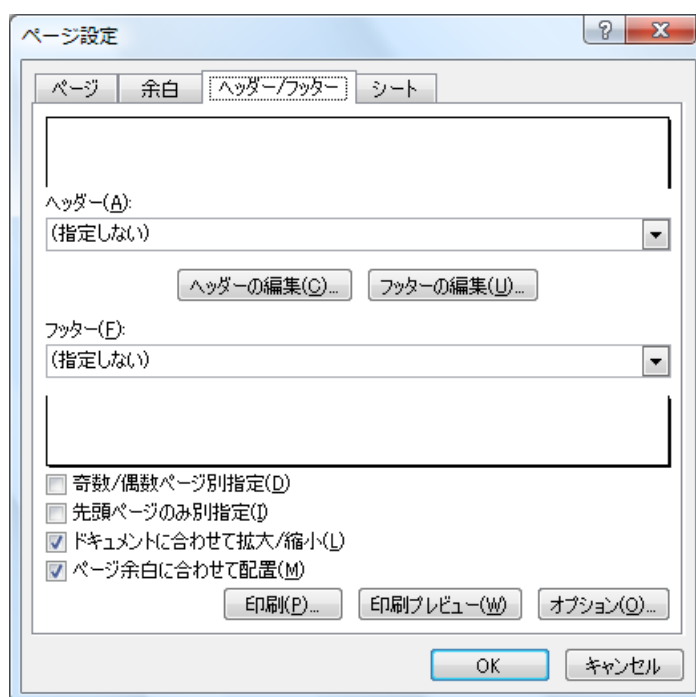 ページ設定
ページ 余白 ヘッダー/フッター シート
ヘッダー(A):
(指定しない)
ヘッダーの編集(C)... フッターの編集(U)...
フッター(F):
(指定しない)
奇数/偶数ページ別指定(D)
先頭ページのみ別指定(I)
ドキュメントに合わせて拡大/縮小(L)
ページ余白に合わせて配置(M)
印刷(P)... 印刷プレビュー(W) オプション(O)...
OK キャンセル